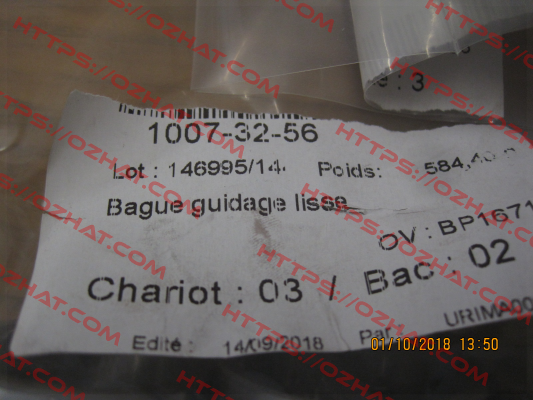 : 3
1007-32-56
Lot : 146995/14. Poids: 584,40
Bague guidage lisse
OV : BP1671
Chariot : 03 / Bac : 02
Edité : 14/09/2018 Par URIMA00
01/10/2018 13:50
HTTPS://OZHAT.COM